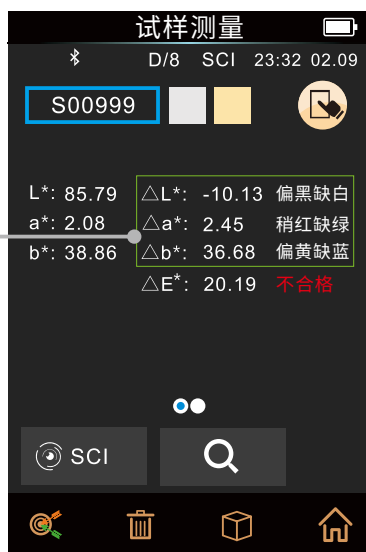 试样测量
D/8 SCI 23:32 02.09
S00999
L*: 85.79 △L*: -10.13 偏黑缺白
a*: 2.08 △a*: 2.45 稍红缺绿
b*: 38.86 △b*: 36.68 偏黄缺蓝
△E*: 20.19 不合格
SCI